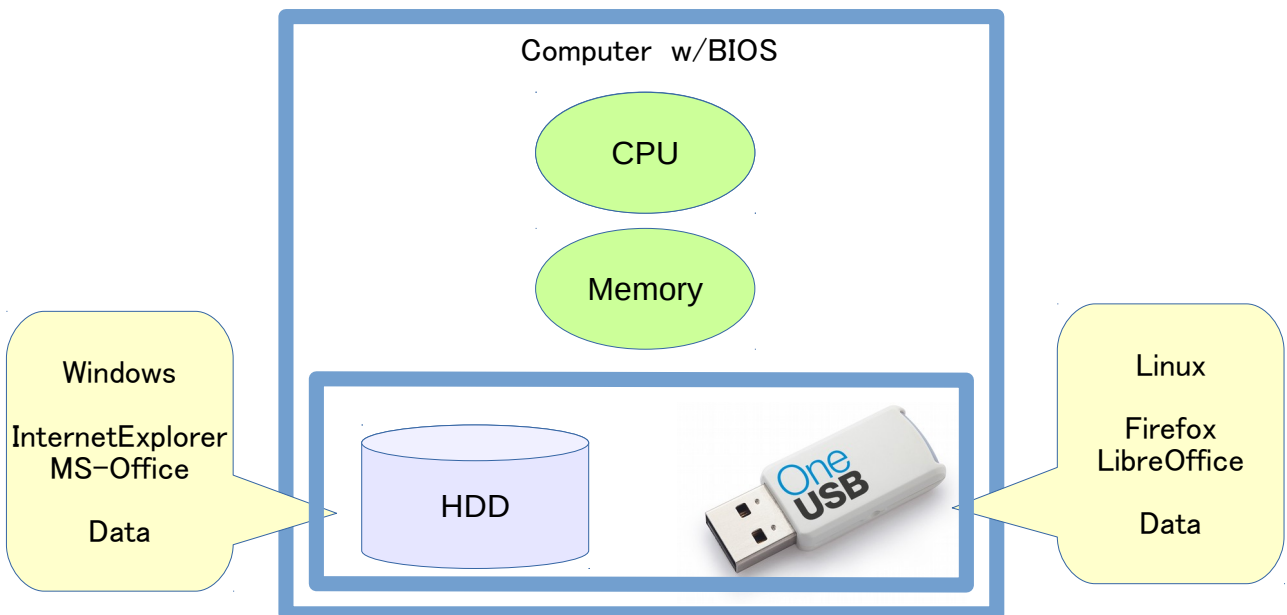 Computer w/BIOS
CPU
Memory
Windows
InternetExplorer
MS-Office
Data
HDD
One
USB
Linux
Firefox
LibreOffice
Data